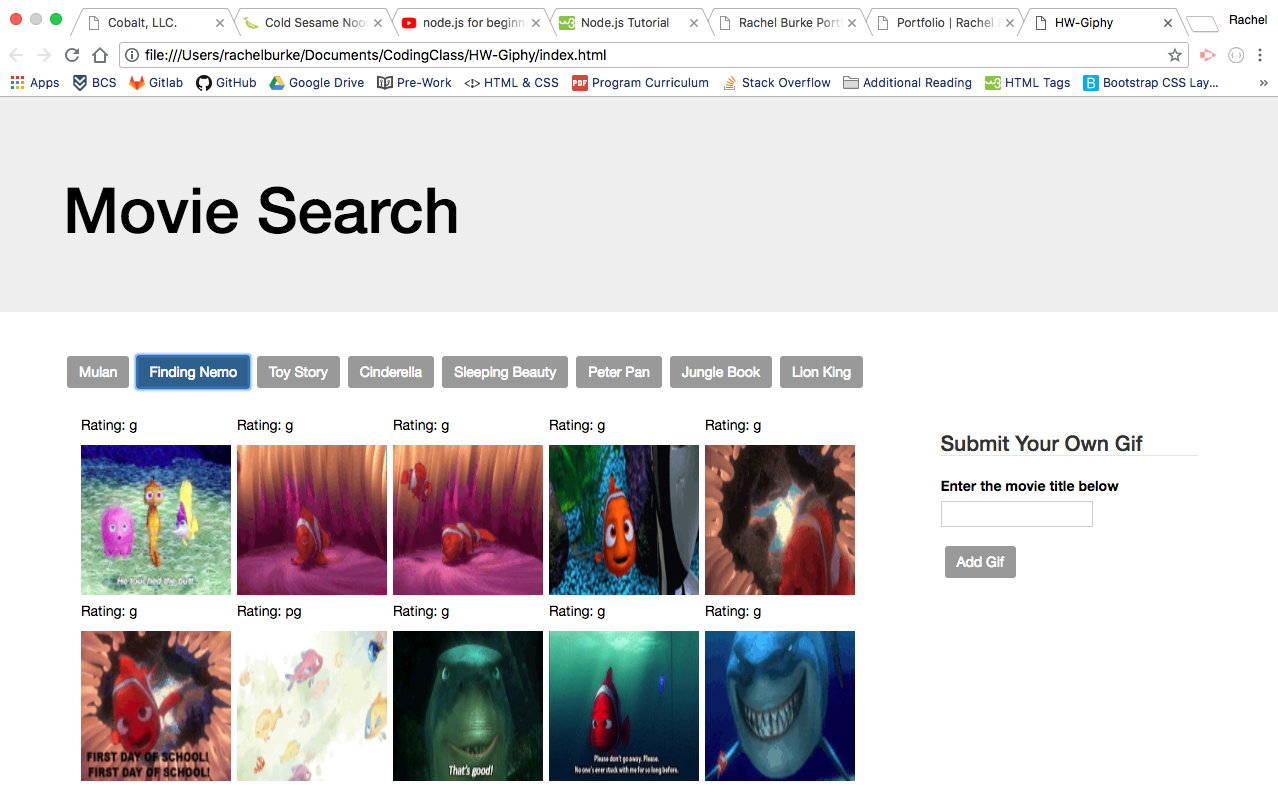 Cobalt, LLC. Cold Sesame Nood node.js for beginn Node.js Tutorial Rachel Burke Port Portfolio | Rachel HW-Giphy Rachel
file:///Users/rachelburke/Documents/CodingClass/HW-Giphy/index.html
Apps BCS Gitlab GitHub Google Drive Pre-Work HTML & CSS PDF Program Curriculum Stack Overflow Additional Reading w3 HTML Tags B Bootstrap CSS Lay... »
Movie Search
Mulan Finding Nemo Toy Story Cinderella Sleeping Beauty Peter Pan Jungle Book Lion King
Rating: g Rating: g Rating: g Rating: g Rating: g
He touched the butt.
Rating: g Rating: pg Rating: g Rating: g Rating: g
FIRST DAY OF SCHOOL!
FIRST DAY OF SCHOOL!
That's good!
Please don't go away. Please.
No one's ever stuck with me for so long before.
Submit Your Own Gif
Enter the movie title below
Add Gif